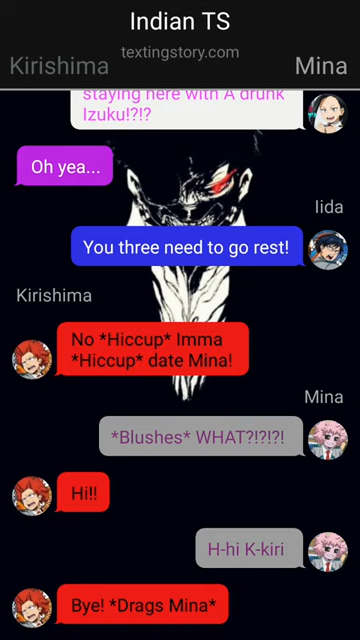 Indian TS
textingstory.com
Kirishima
Mina
staying here with A drunk
Izuku!?!?
Oh yea...
Iida
You three need to go rest!
Kirishima
No *Hiccup* Imma
*Hiccup* date Mina!
Mina
*Blushes* WHAT?!?!?!
Hi!!
H-hi K-kiri
Bye! *Drags Mina*